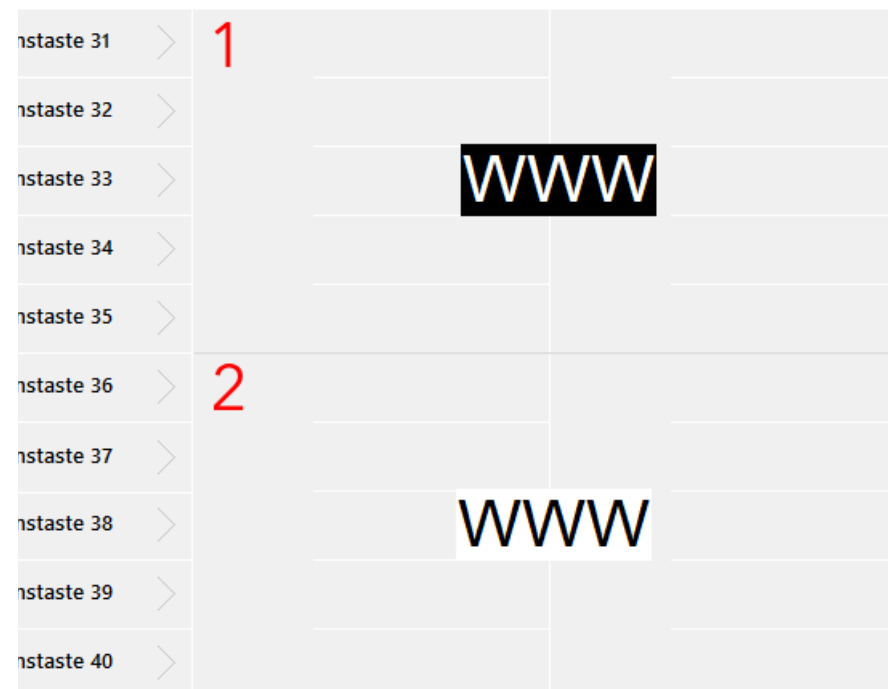 nstaste 31
1
nstaste 32
nstaste 33
WWW
nstaste 34
nstaste 35
nstaste 36
2
nstaste 37
nstaste 38
WWW
nstaste 39
nstaste 40